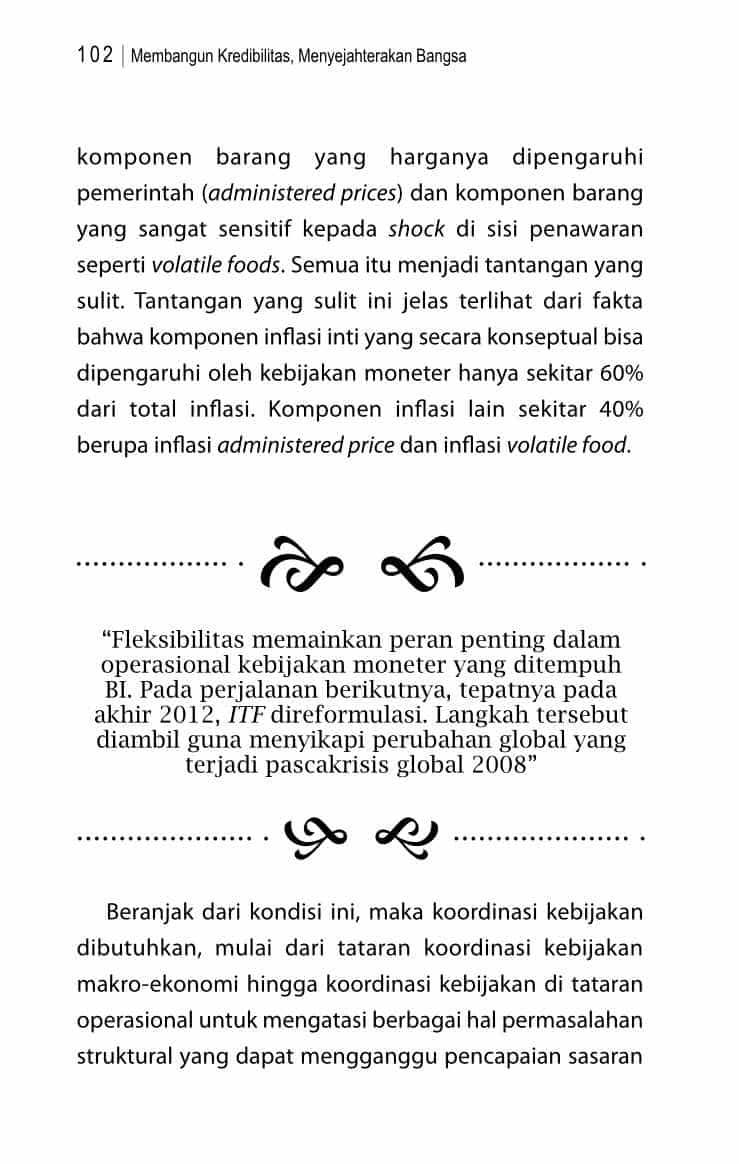 102 | Membangun Kredibilitas, Menyejahterakan Bangsa
komponen barang yang harganya dipengaruhi
pemerintah (administered prices) dan komponen barang
yang sangat sensitif kepada shock di sisi penawaran
seperti volatile foods. Semua itu menjadi tantangan yang
sulit. Tantangan yang sulit ini jelas terlihat dari fakta
bahwa komponen inflasi inti yang secara konseptual bisa
dipengaruhi oleh kebijakan moneter hanya sekitar 60%
dari total inflasi. Komponen inflasi lain sekitar 40%
berupa inflasi administered price dan inflasi volatile food.
“Fleksibilitas memainkan peran penting dalam
operasional kebijakan moneter yang ditempuh
BI. Pada perjalanan berikutnya, tepatnya pada
akhir 2012, ITF direformulasi. Langkah tersebut
diambil guna menyikapi perubahan global yang
terjadi pascakrisis global 2008”
Beranjak dari kondisi ini, maka koordinasi kebijakan
dibutuhkan, mulai dari tataran koordinasi kebijakan
makro-ekonomi hingga koordinasi kebijakan di tataran
operasional untuk mengatasi berbagai hal permasalahan
struktural yang dapat mengganggu pencapaian sasaran